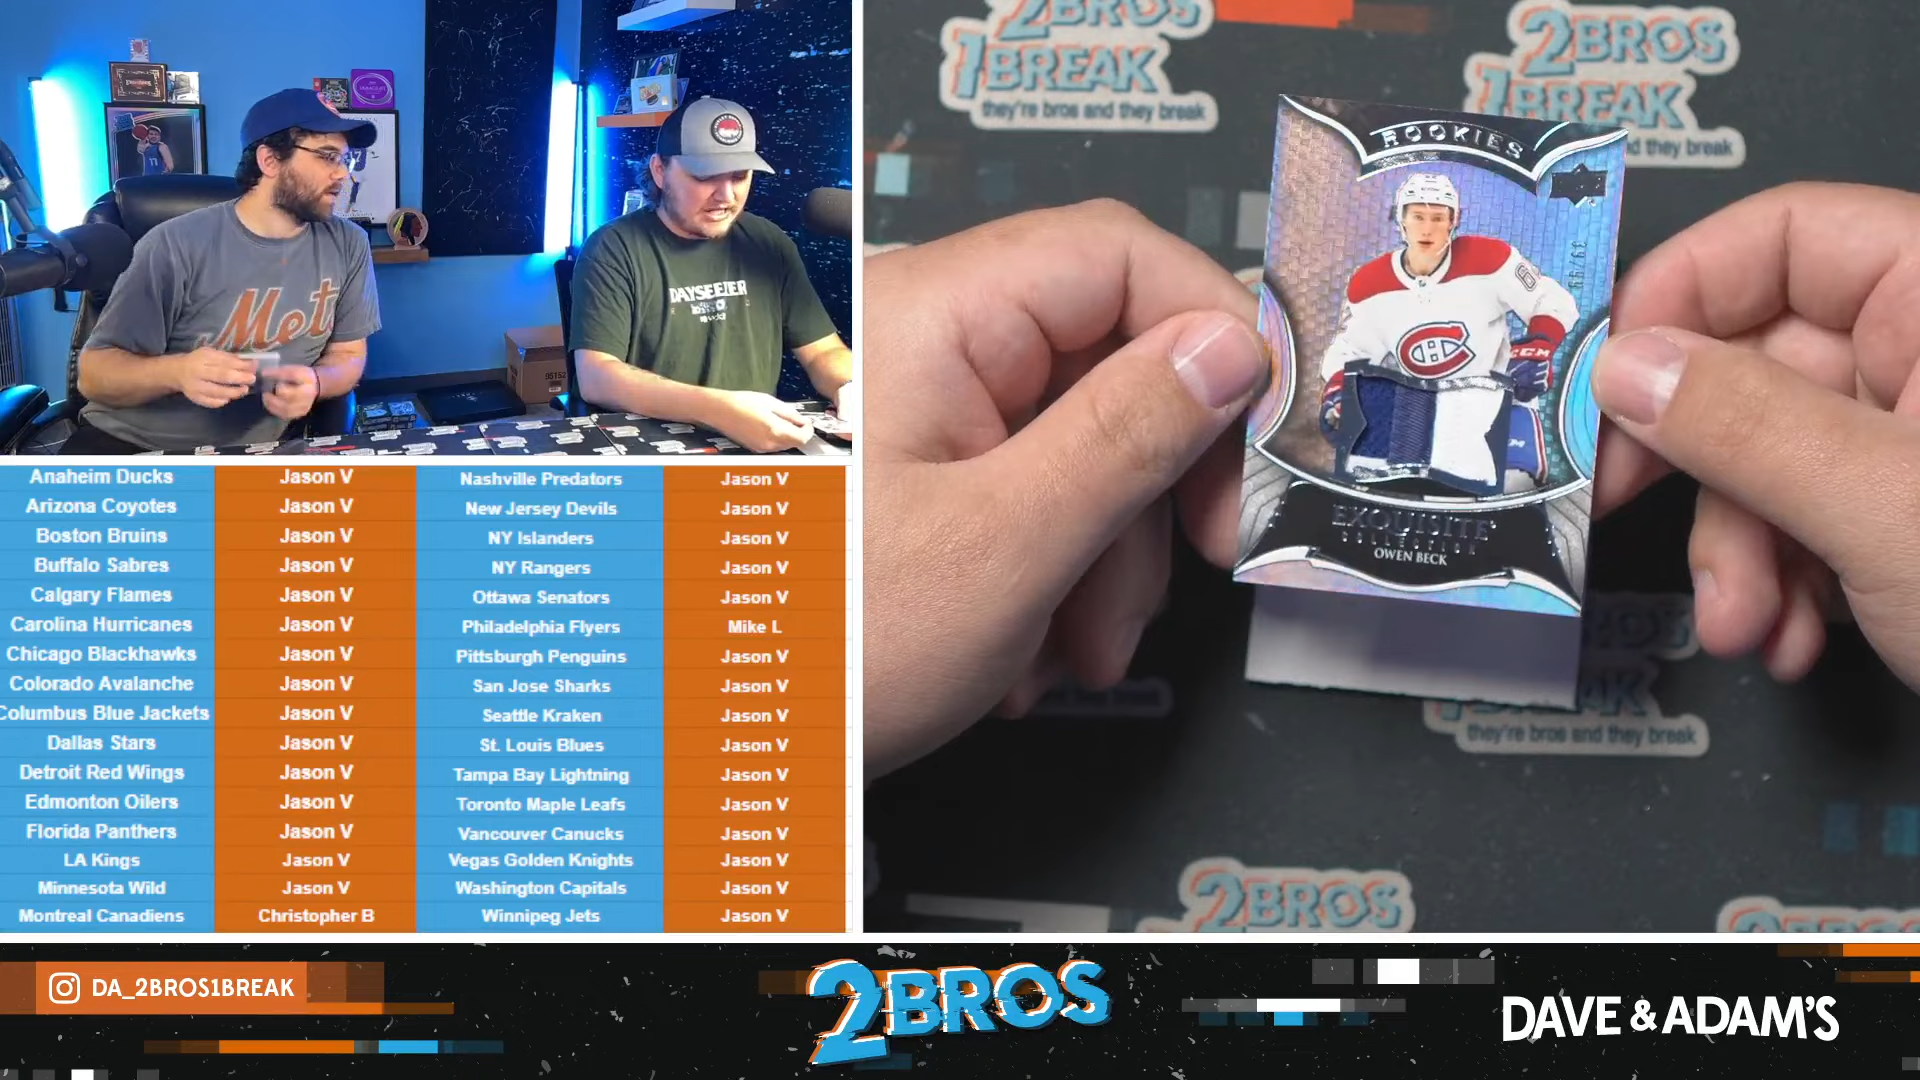 Mets
DAYSEEKER
95152
Anaheim Ducks Jason V Nashville Predators Jason V
Arizona Coyotes Jason V New Jersey Devils Jason V
Boston Bruins Jason V NY Islanders Jason V
Buffalo Sabres Jason V NY Rangers Jason V
Calgary Flames Jason V Ottawa Senators Jason V
Carolina Hurricanes Jason V Philadelphia Flyers Mike L
Chicago Blackhawks Jason V Pittsburgh Penguins Jason V
Colorado Avalanche Jason V San Jose Sharks Jason V
Columbus Blue Jackets Jason V Seattle Kraken Jason V
Dallas Stars Jason V St. Louis Blues Jason V
Detroit Red Wings Jason V Tampa Bay Lightning Jason V
Edmonton Oilers Jason V Toronto Maple Leafs Jason V
Florida Panthers Jason V Vancouver Canucks Jason V
LA Kings Jason V Vegas Golden Knights Jason V
Minnesota Wild Jason V Washington Capitals Jason V
Montreal Canadiens Christopher B Winnipeg Jets Jason V
2BROS
1BREAK
they're bros and they break
2BROS
1BREAK
and they break
ROOKIES
39/99
CCM
EXQUISITE
COLLECTION
OWEN BECK
they're bros and they break
2BROS
DA_2BROS1BREAK
2BROS
DAVE & ADAM'S